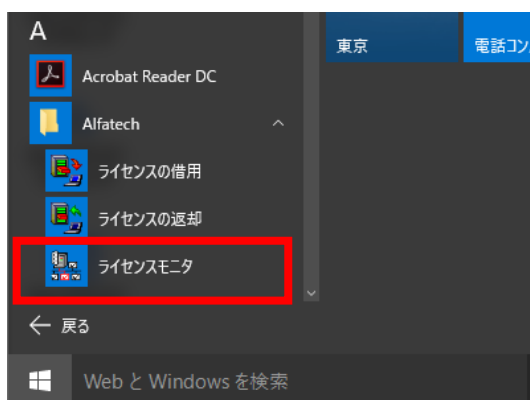 A
Acrobat Reader DC
Alfatech
ライセンスの借用
ライセンスの返却
ライセンスモニタ
戻る
Web と Windows を検索
東京
電話コン